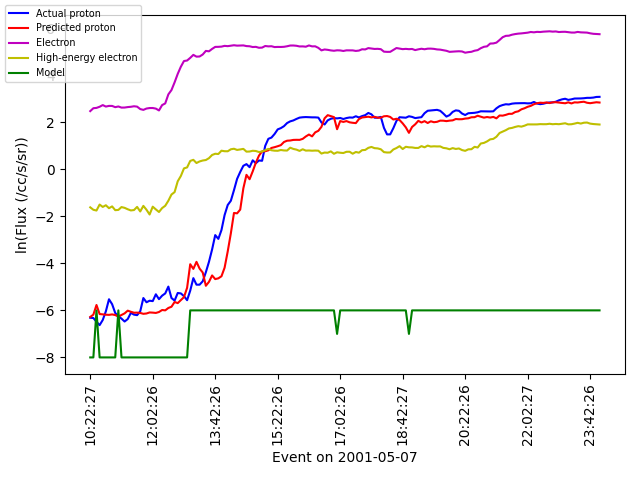 Actual proton
Predicted proton
Electron
High-energy electron
Model
2
0
−2
−4
−6
−8
ln(Flux (/cc/s/sr))
10:22:27
12:02:26
13:42:26
15:22:26
17:02:26
18:42:27
20:22:26
22:02:27
23:42:26
Event on 2001-05-07